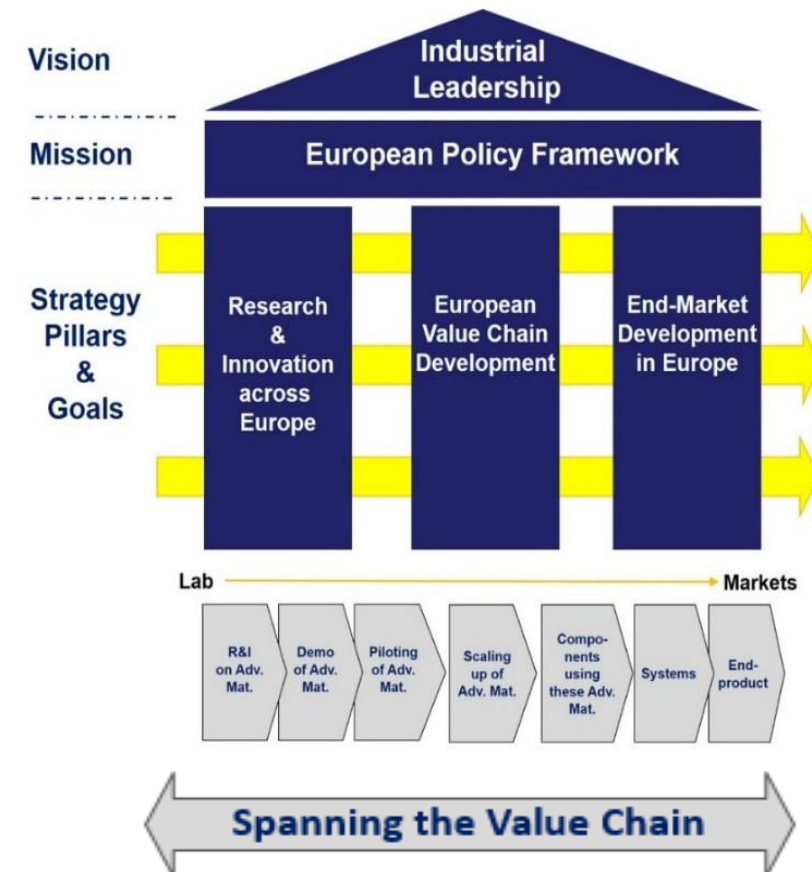 Vision
Industrial
Leadership
Mission
European Policy Framework
Strategy
Pillars
&
Goals
Research
&
Innovation
across
Europe
European
Value Chain
Development
End-Market
Development
in Europe
Lab
Markets
R&I
on Adv.
Mat.
Demo
of Adv.
Mat.
Piloting
of Adv.
Mat.
Scaling
up of
Adv. Mat.
Compo-
nents
using
these Adv.
Mat.
Systems
End-
product
Spanning the Value Chain